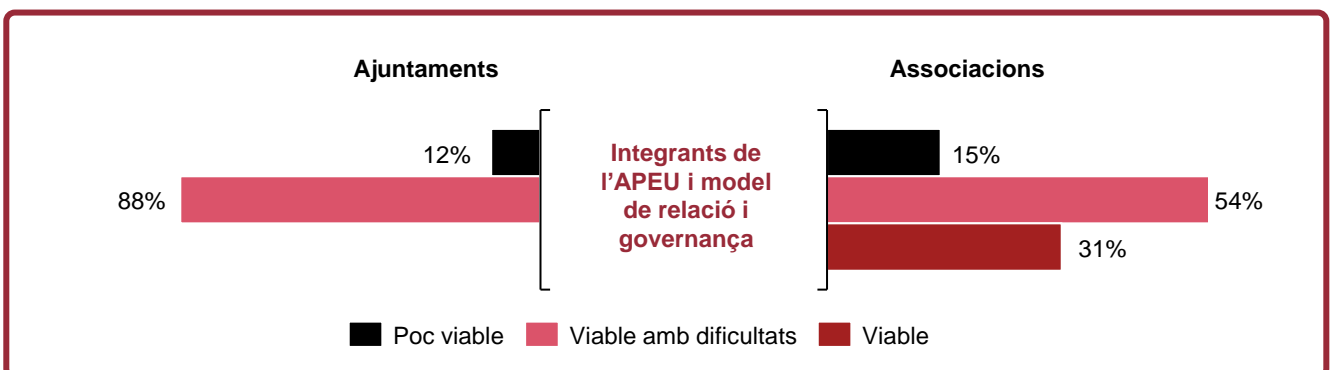 Ajuntaments
Associacions
12%
88%
Integrants de
l’APEU i model
de relació i
governança
15%
54%
31%
Poc viable
Viable amb dificultats
Viable